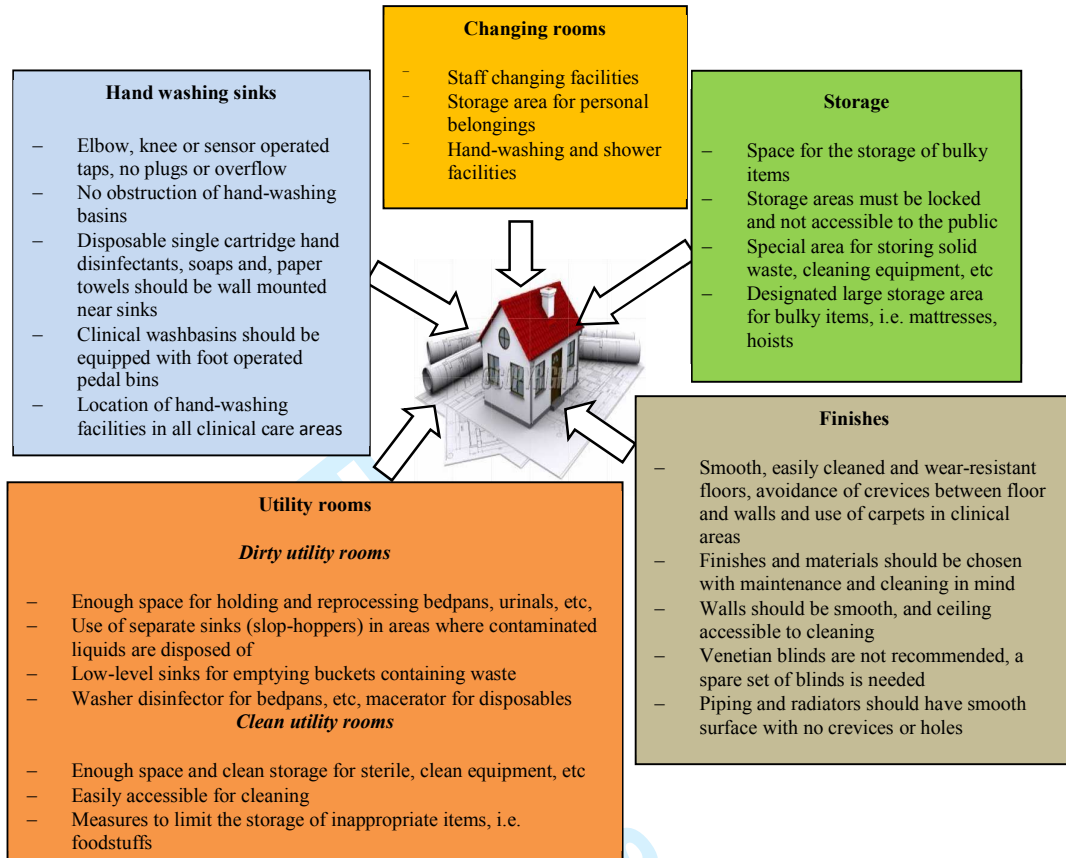 Changing rooms
¯ Staff changing facilities
¯ Storage area for personal
belongings
¯ Hand-washing and shower
facilities
Hand washing sinks
– Elbow, knee or sensor operated
taps, no plugs or overflow
– No obstruction of hand-washing
basins
– Disposable single cartridge hand
disinfectants, soaps and, paper
towels should be wall mounted
near sinks
– Clinical washbasins should be
equipped with foot operated
pedal bins
– Location of hand-washing
facilities in all clinical care areas
Storage
– Space for the storage of bulky
items
– Storage areas must be locked
and not accessible to the public
– Special area for storing solid
waste, cleaning equipment, etc
– Designated large storage area
for bulky items, i.e. mattresses,
hoists
Utility rooms
Dirty utility rooms
– Enough space for holding and reprocessing bedpans, urinals, etc,
– Use of separate sinks (slop-hoppers) in areas where contaminated
liquids are disposed of
– Low-level sinks for emptying buckets containing waste
– Washer disinfector for bedpans, etc, macerator for disposables
Clean utility rooms
– Enough space and clean storage for sterile, clean equipment, etc
– Easily accessible for cleaning
– Measures to limit the storage of inappropriate items, i.e.
foodstuffs
Finishes
– Smooth, easily cleaned and wear-resistant
floors, avoidance of crevices between floor
and walls and use of carpets in clinical
areas
– Finishes and materials should be chosen
with maintenance and cleaning in mind
– Walls should be smooth, and ceiling
accessible to cleaning
– Venetian blinds are not recommended, a
spare set of blinds is needed
– Piping and radiators should have smooth
surface with no crevices or holes